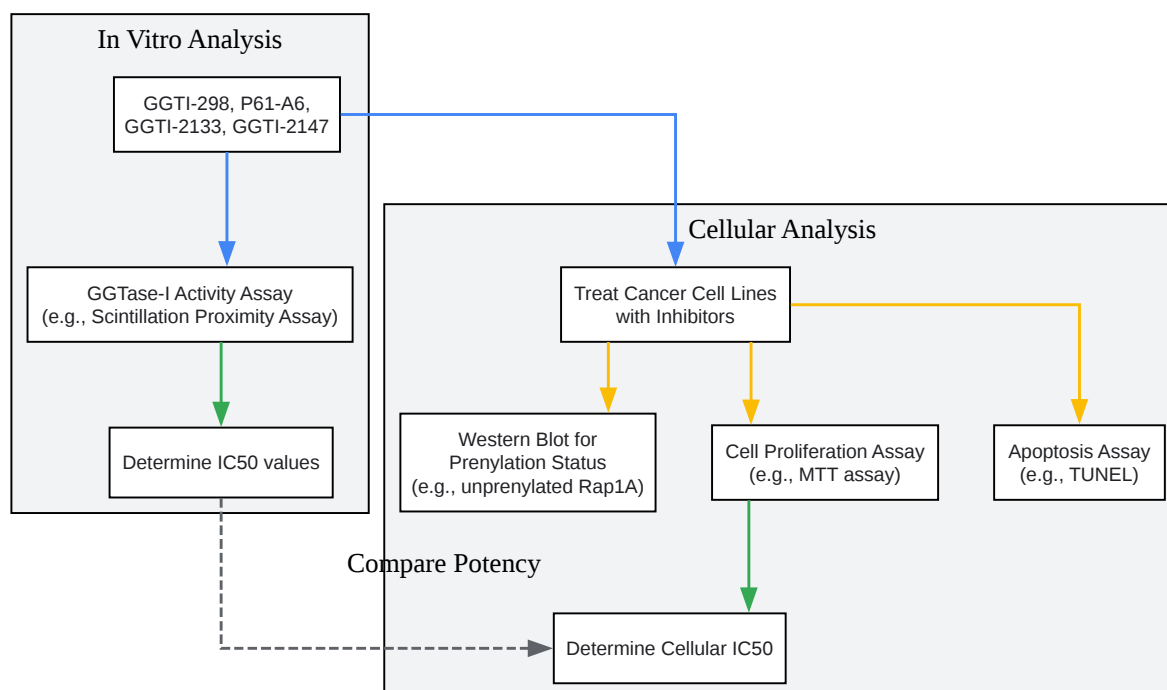 In Vitro Analysis
GGTI-298, P61-A6,
GGTI-2133, GGTI-2147
Cellular Analysis
GGTase-I Activity Assay
(e.g., Scintillation Proximity Assay)
Treat Cancer Cell Lines
with Inhibitors
Determine IC50 values
Western Blot for
Prenylation Status
(e.g., unprenylated Rap1A)
Cell Proliferation Assay
(e.g., MTT assay)
Apoptosis Assay
(e.g., TUNEL)
Compare Potency
Determine Cellular IC50